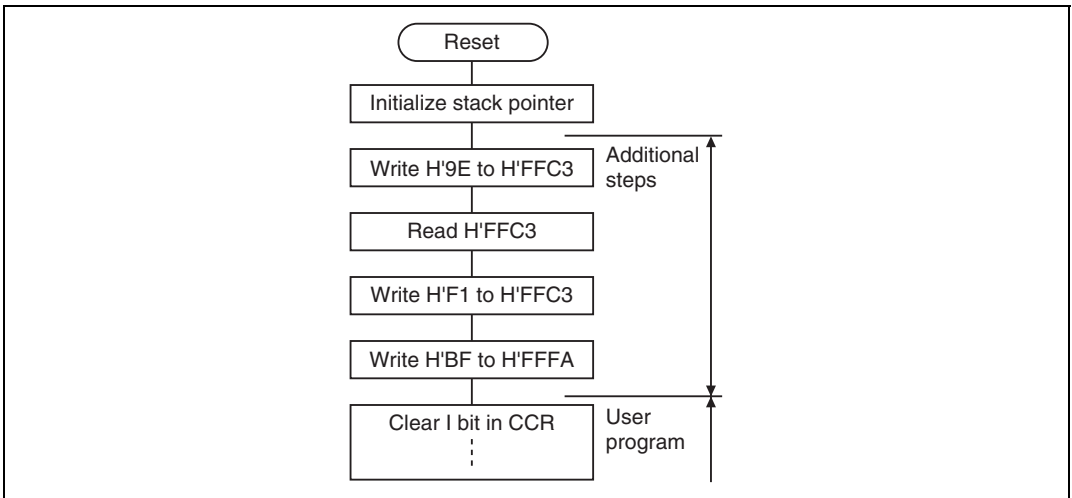 Reset
Initialize stack pointer
Write H'9E to H'FFC3
Additional
steps
Read H'FFC3
Write H'F1 to H'FFC3
Write H'BF to H'FFFA
Clear I bit in CCR
User
program